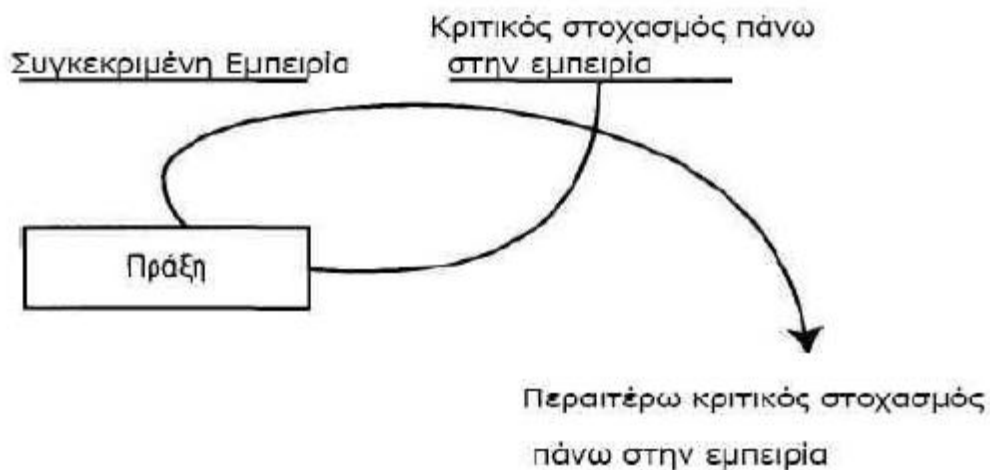 Συγκεκριμένη Εμπειρία
Κριτικός στοχασμός πάνω
στην εμπειρία
Πράξη
Περαιτέρω κριτικός στοχασμός
πάνω στην εμπειρία